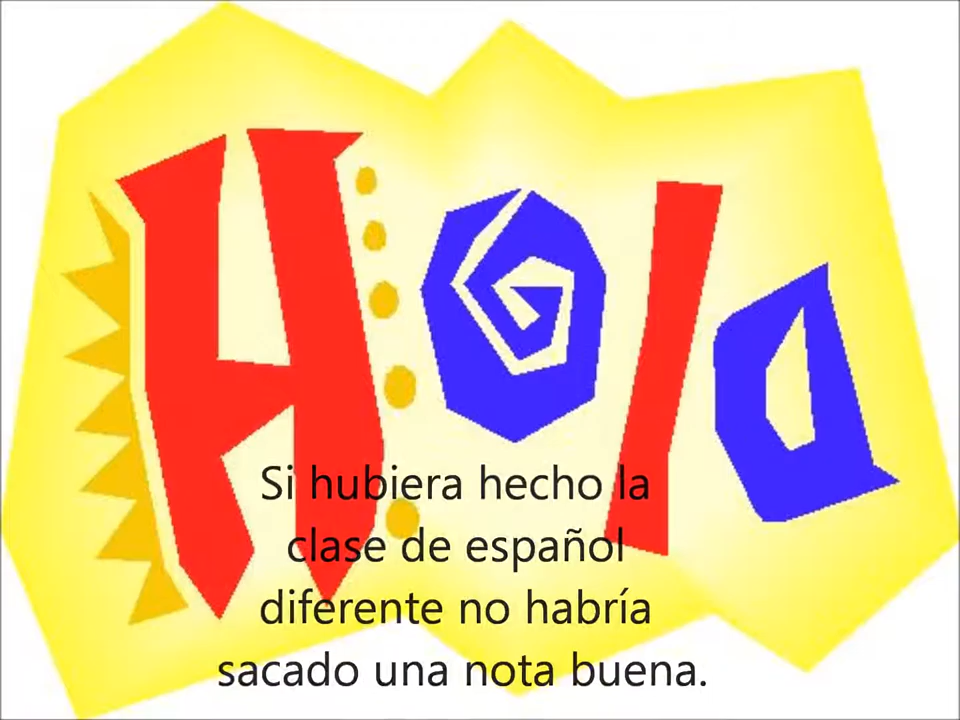 Hola
Si hubiera hecho la
clase de español
diferente no habría
sacado una nota buena.